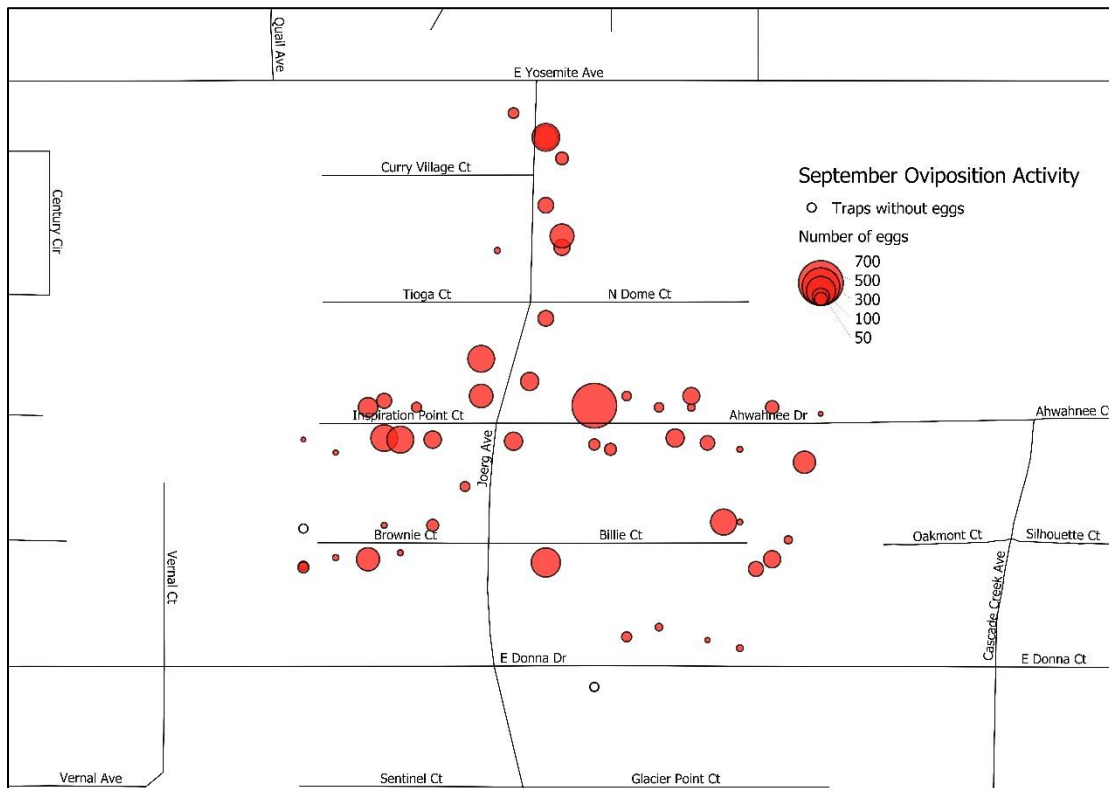 Quail Ave
E Yosemite Ave
Curry Village Ct
Century Cir
September Oviposition Activity
Traps without eggs
Number of eggs
700
500
300
100
50
Tioga Ct
N Dome Ct
Inspiration Point Ct
Ahwahnee Dr
Ahwahnee C
Joerg Ave
Brownie Ct
Billie Ct
Oakmont Ct
Silhouette Ct
Vernal Ct
Cascade Creek Ave
E Donna Dr
E Donna Ct
Vernal Ave
Sentinel Ct
Glacier Point Ct